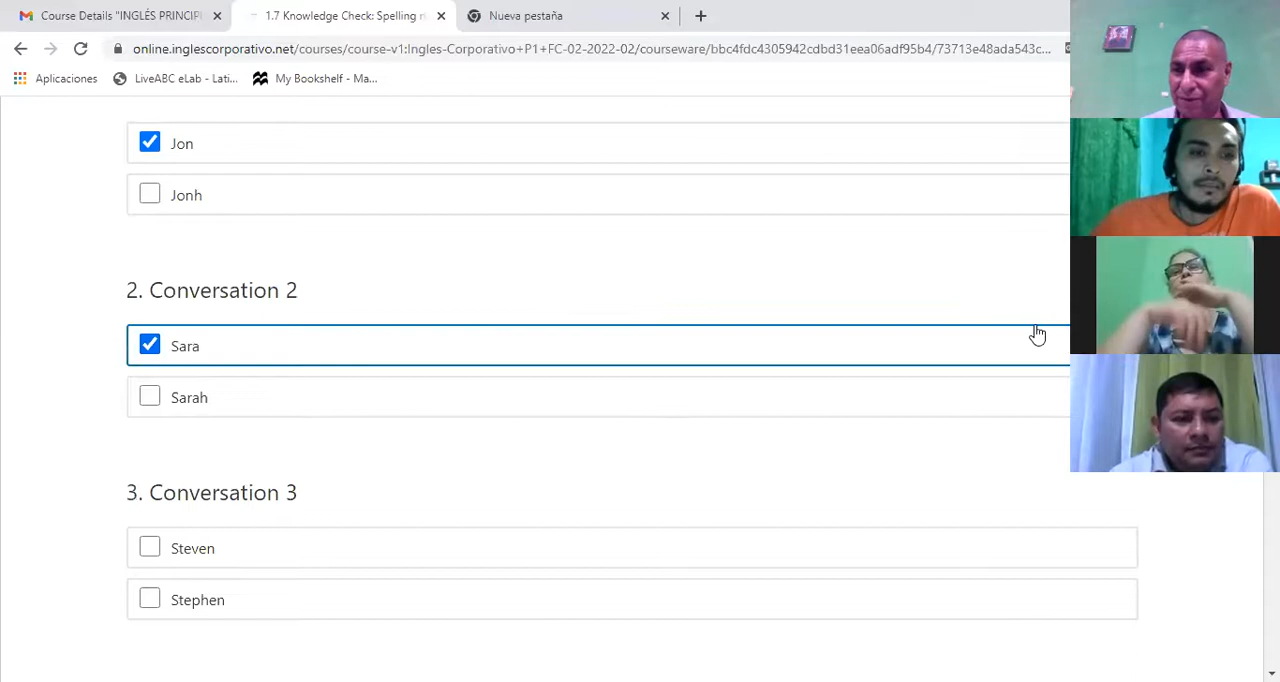 Course Details "INGLÉS PRINCIPI
1.7 Knowledge Check: Spelling n
Nueva pestaña
online.inglescorporativo.net/courses/course-v1:Ingles-Corporativo+P1+FC-02-2022-02/courseware/bbc4fdc4305942cdbd31eea06adf95b4/73713e48ada543c...
Aplicaciones
LiveABC eLab - Lati...
My Bookshelf - Ma...
Jon
Jonh
2. Conversation 2
Sara
Sarah
3. Conversation 3
Steven
Stephen